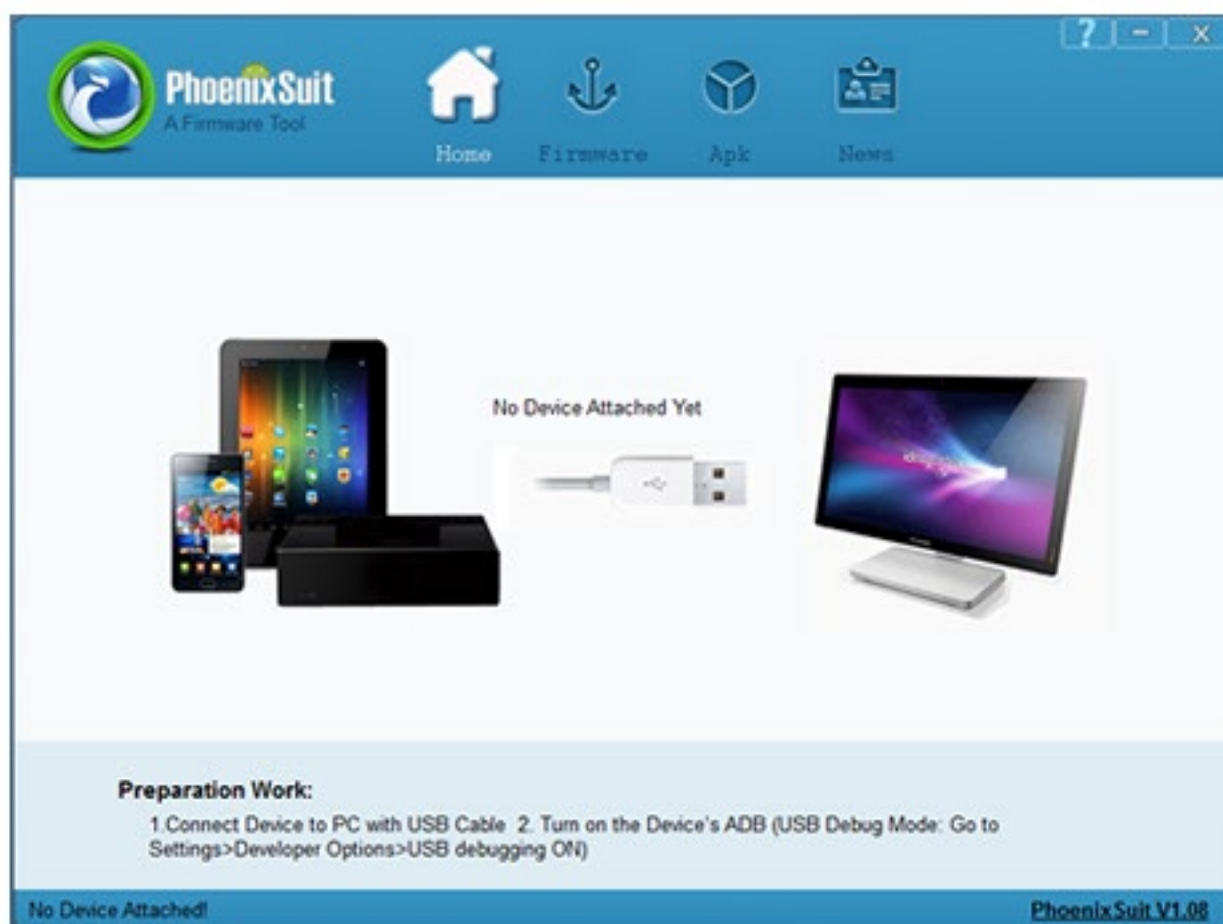 PhoenixSuit
A Firmware Tool
Home
Firmware
Apk
News
?
No Device Attached Yet
Preparation Work:
1.Connect Device to PC with USB Cable 2. Turn on the Device's ADB (USB Debug Mode: Go to
Settings>Developer Options>USB debugging ON)
No Device Attached!
PhoenixSuit V1.08